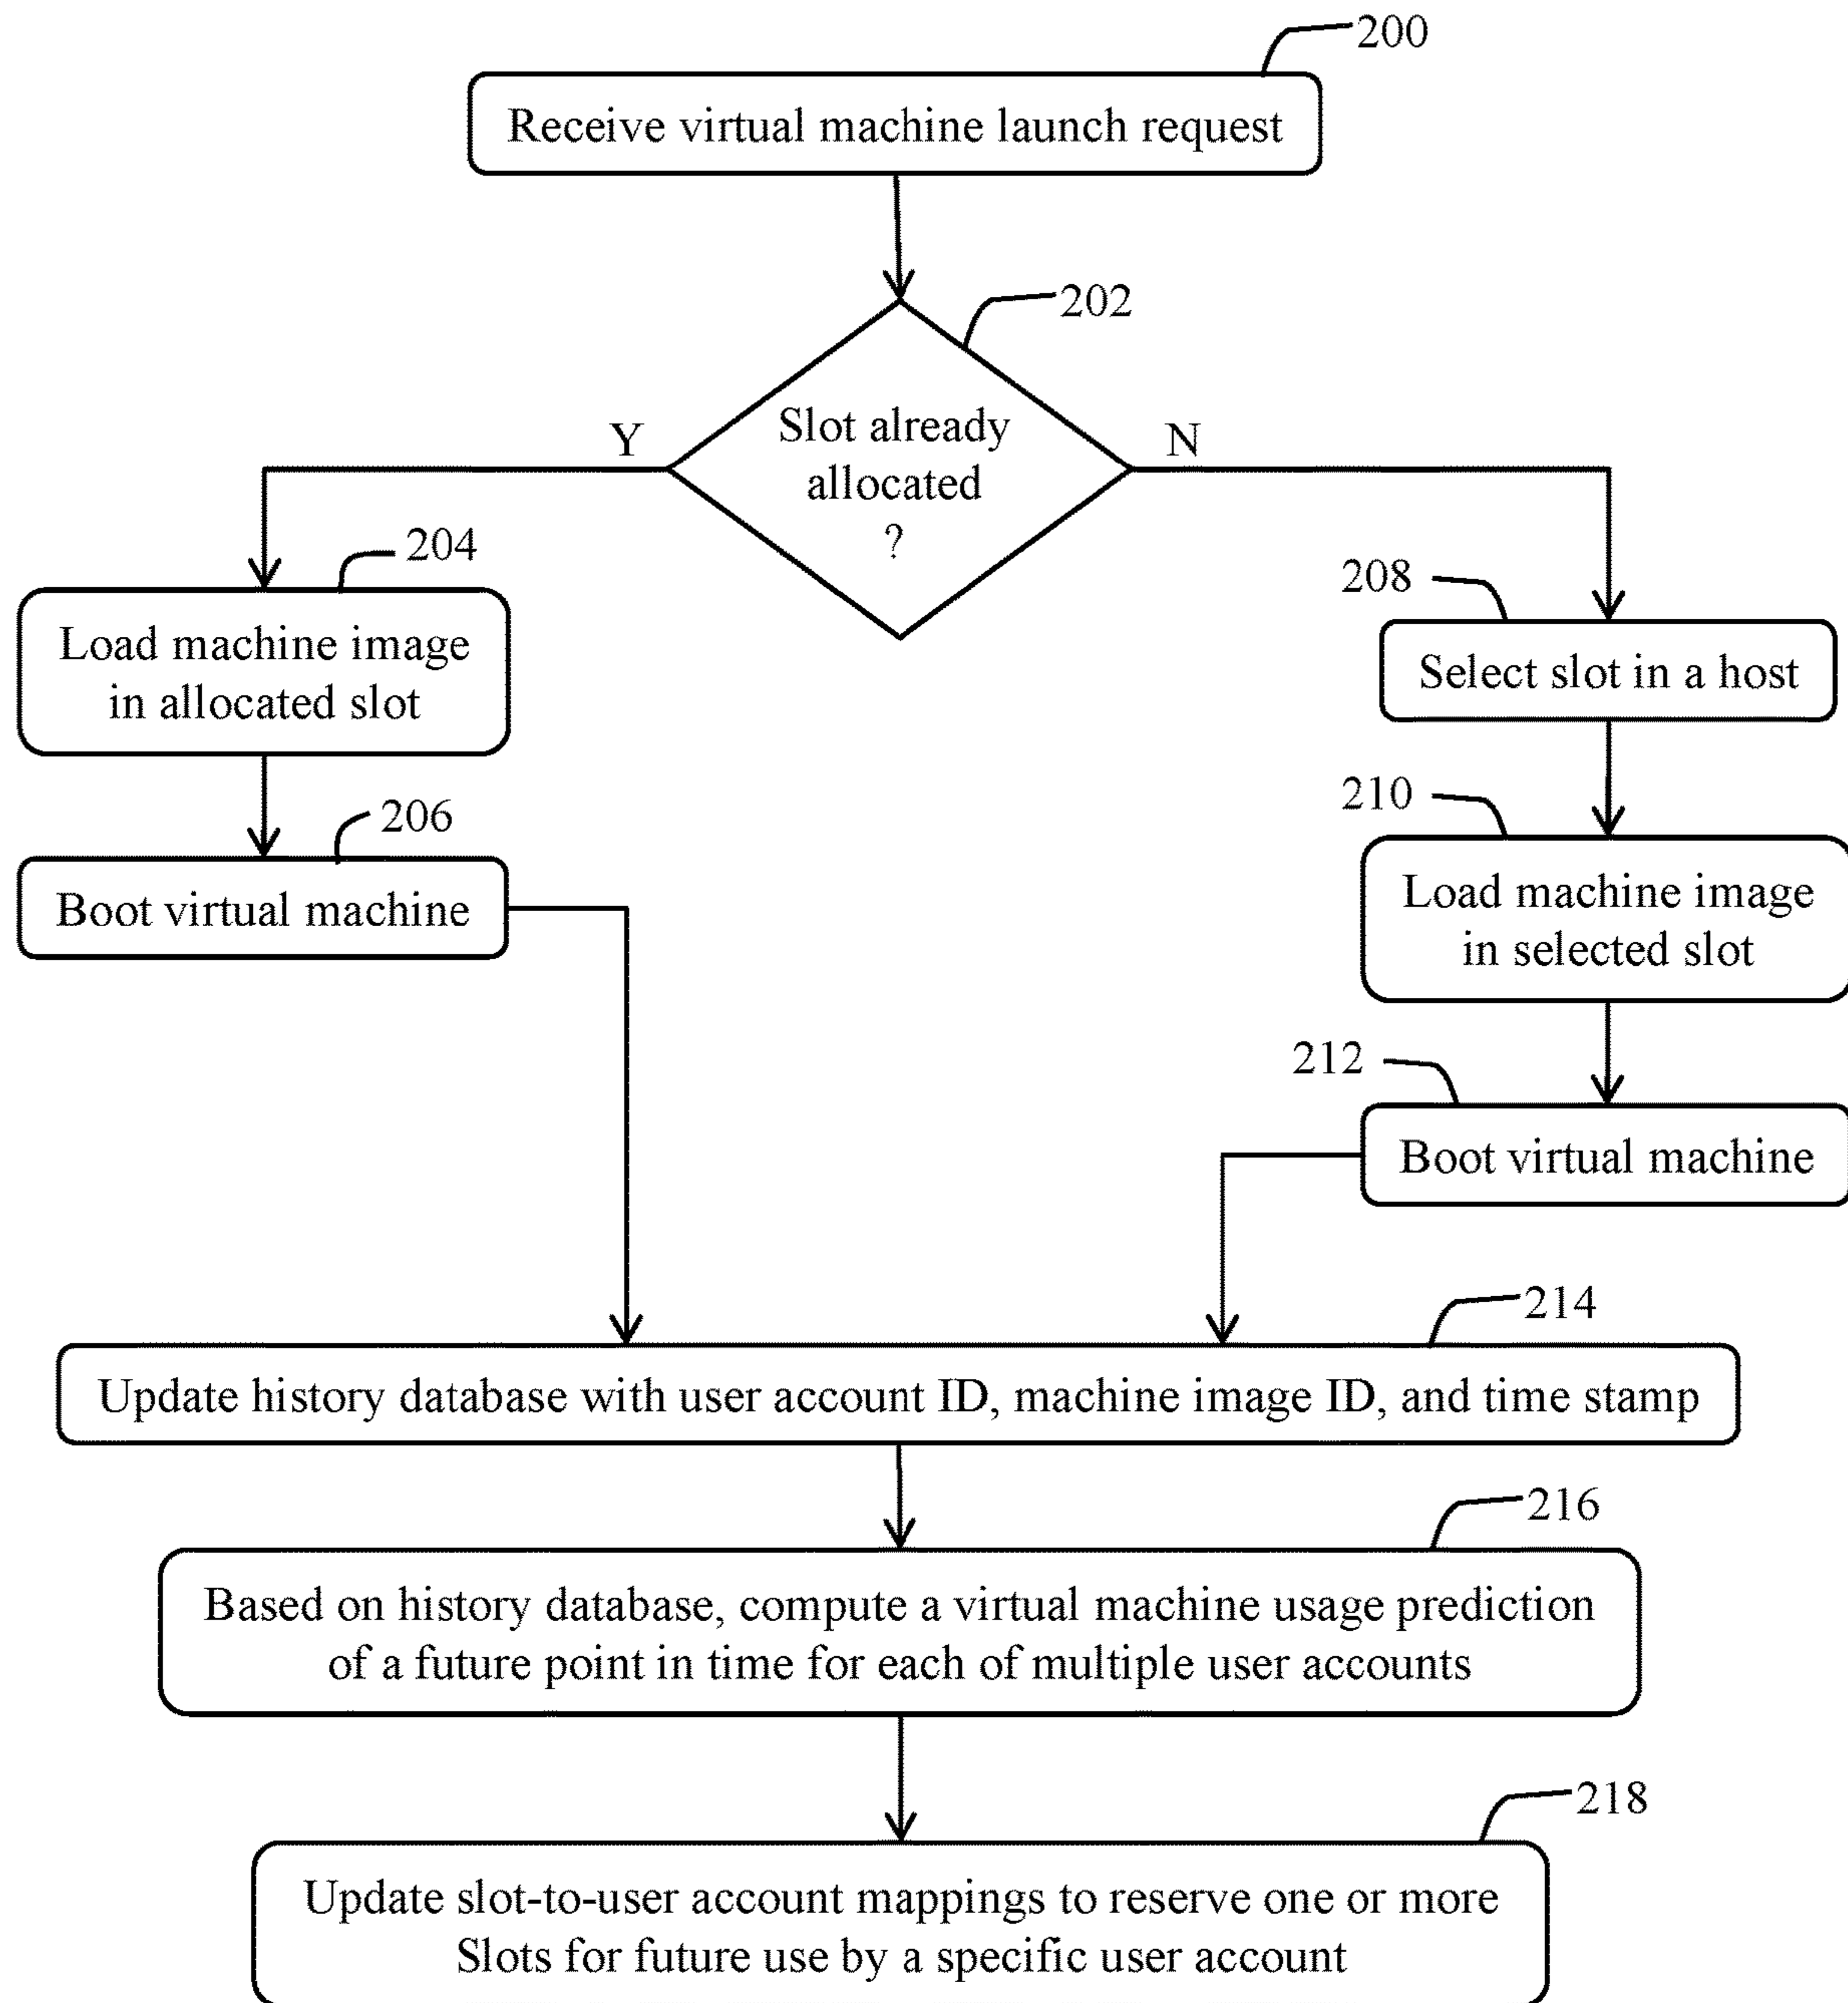 200
Receive virtual machine launch request
202
Slot already
allocated
?
Y
N
204
Load machine image
in allocated slot
206
Boot virtual machine
208
Select slot in a host
210
Load machine image
in selected slot
212
Boot virtual machine
214
Update history database with user account ID, machine image ID, and time stamp
216
Based on history database, compute a virtual machine usage prediction
of a future point in time for each of multiple user accounts
218
Update slot-to-user account mappings to reserve one or more
Slots for future use by a specific user account